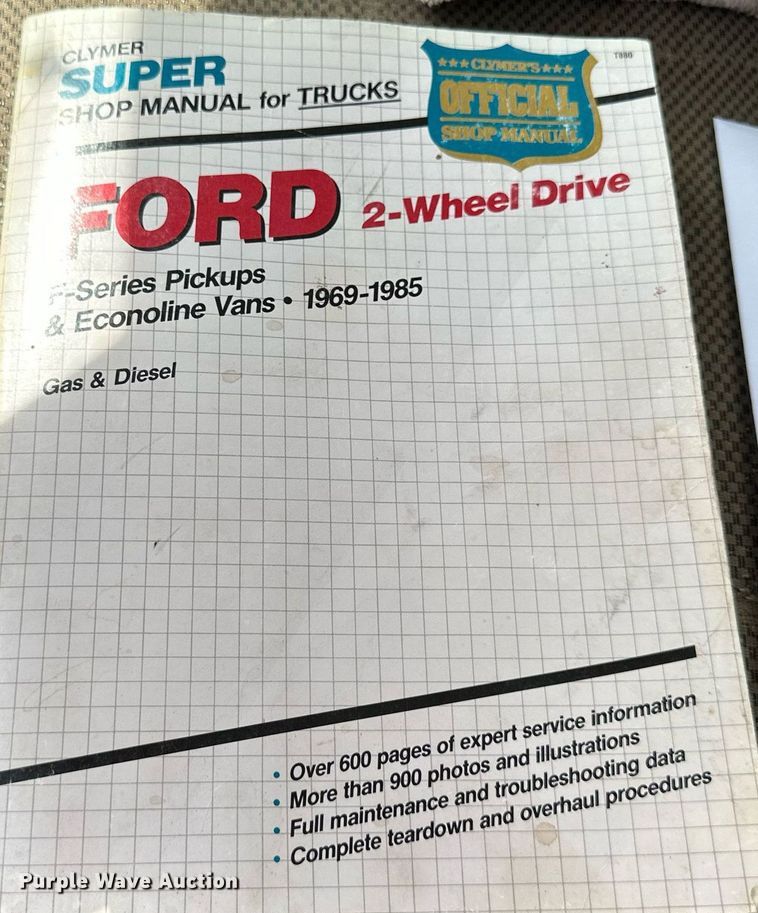 CLYMER
SUPER
SHOP MANUAL for TRUCKS
★★★CLYMER'S★★★
OFFICIAL
SHOP MANUAL
FORD 2-Wheel Drive
F-Series Pickups
& Econoline Vans • 1969-1985
Gas & Diesel
• Over 600 pages of expert service information
• More than 900 photos and illustrations
• Full maintenance and troubleshooting data
• Complete teardown and overhaul procedures
Purple Wave Auction